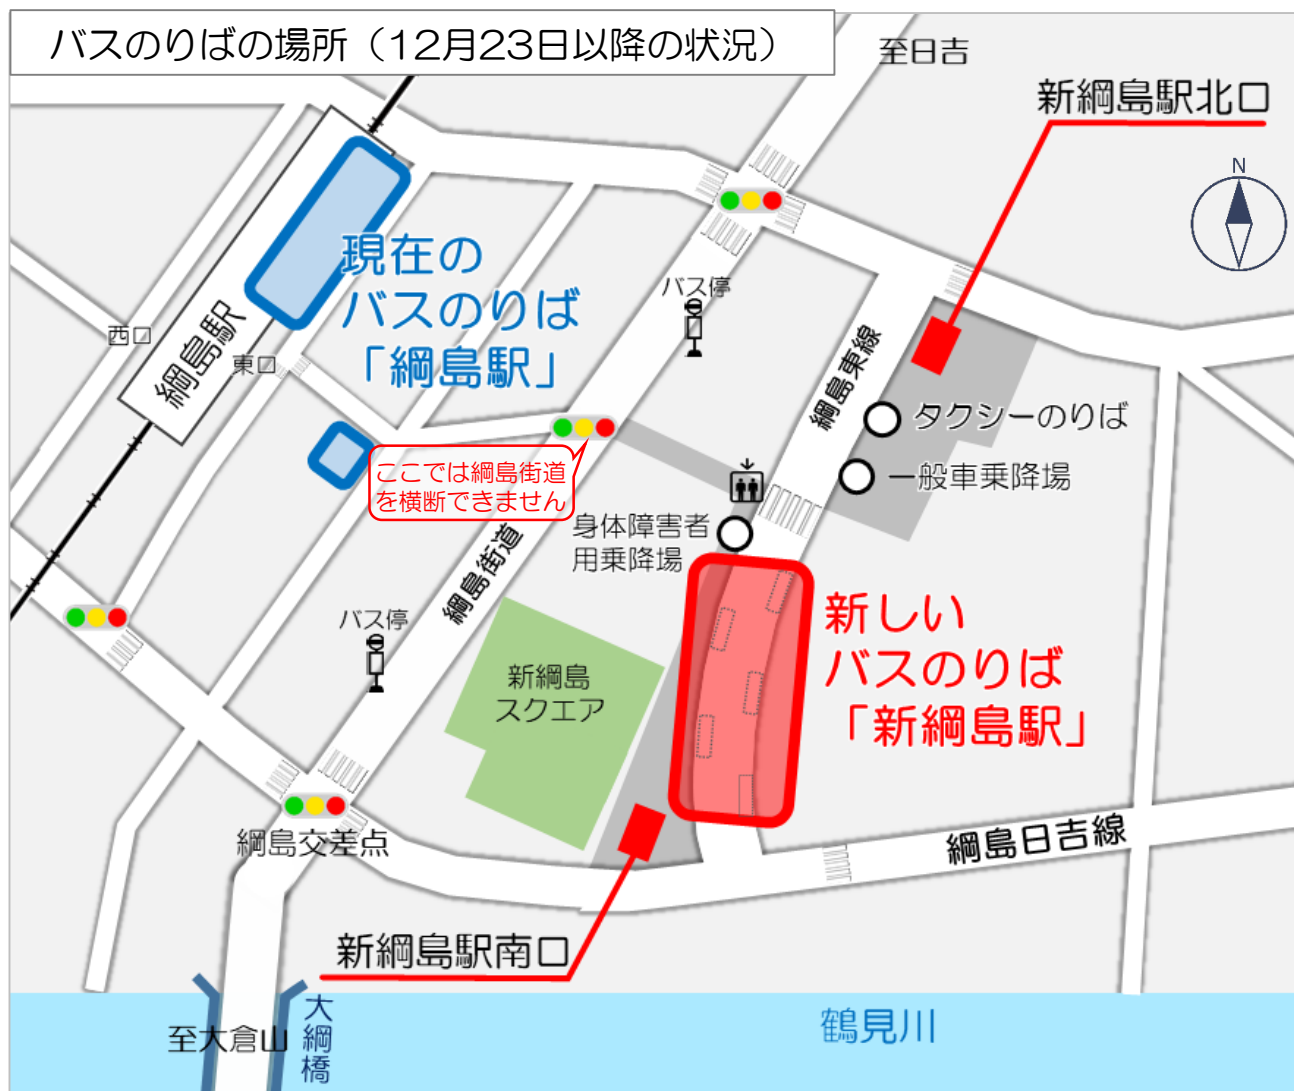 バスのりばの場所（12月23日以降の状況）
至日吉
新綱島駅北口
N
現在の
バスのりば
「綱島駅」
バス停
西口
綱島駅
東口
綱島東線
タクシーのりば
ここでは綱島街道
を横断できません
一般車乗降場
身体障害者
用乗降場
綱島街道
バス停
新しい
バスのりば
「新綱島駅」
新綱島
スクエア
綱島交差点
綱島日吉線
新綱島駅南口
至大倉山
大綱橋
鶴見川